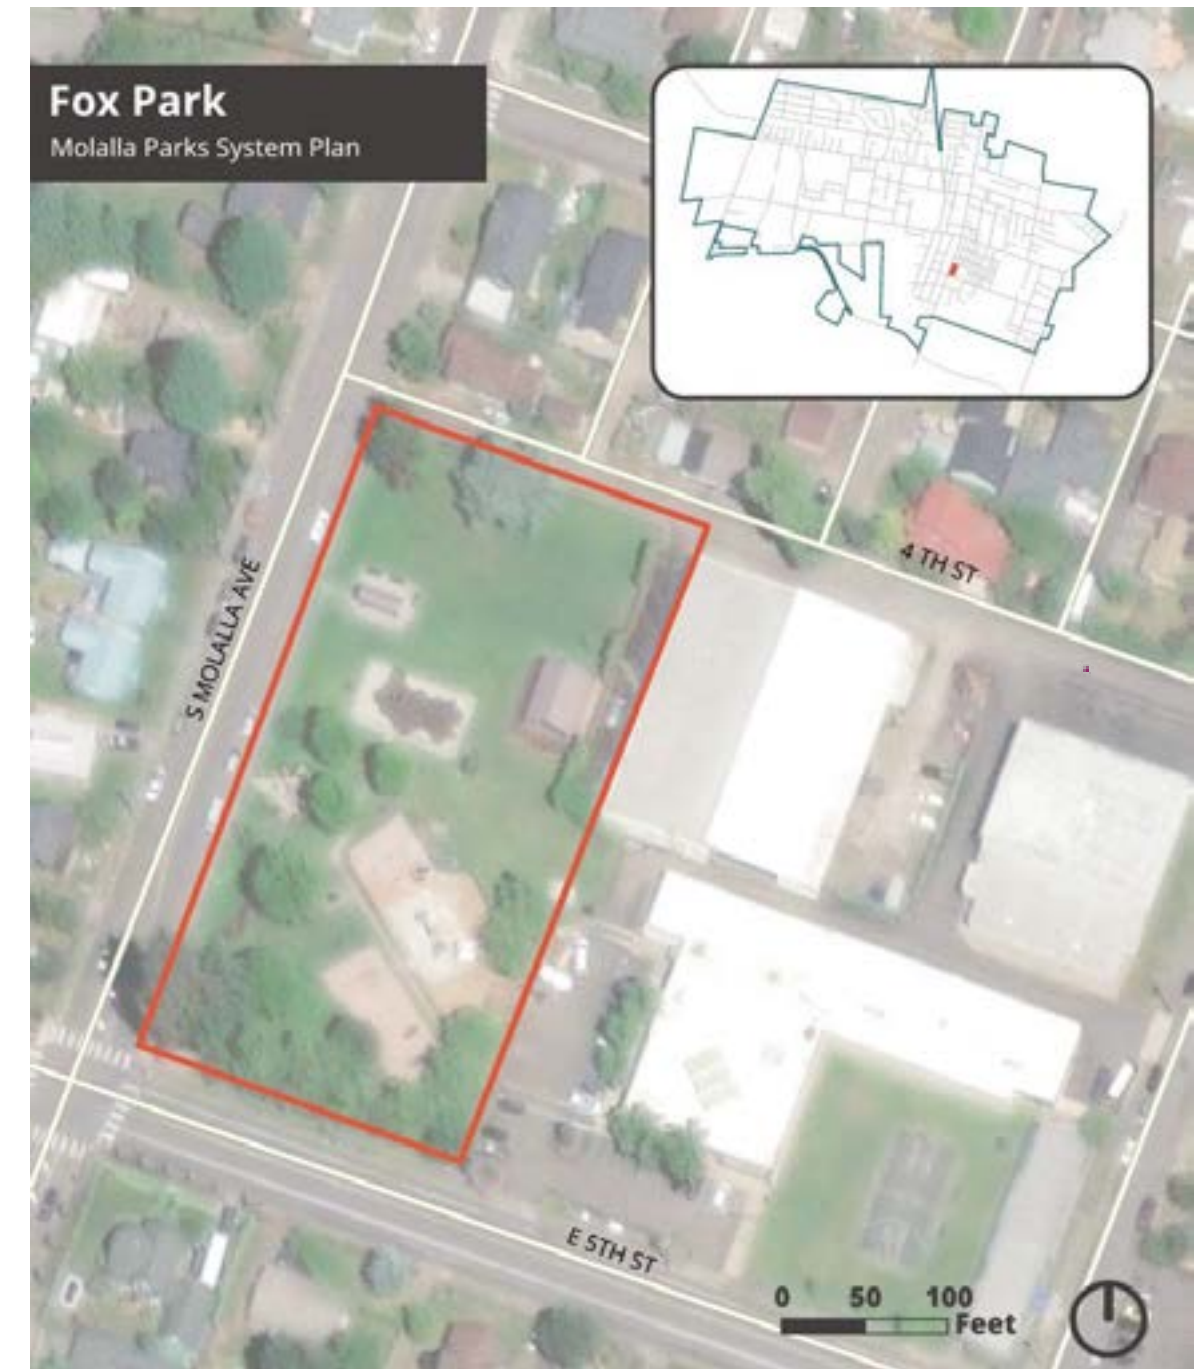 Fox Park
Molalla Parks System Plan
S MOLALLA AVE
4 TH ST
E 5TH ST
0 50 100
Feet